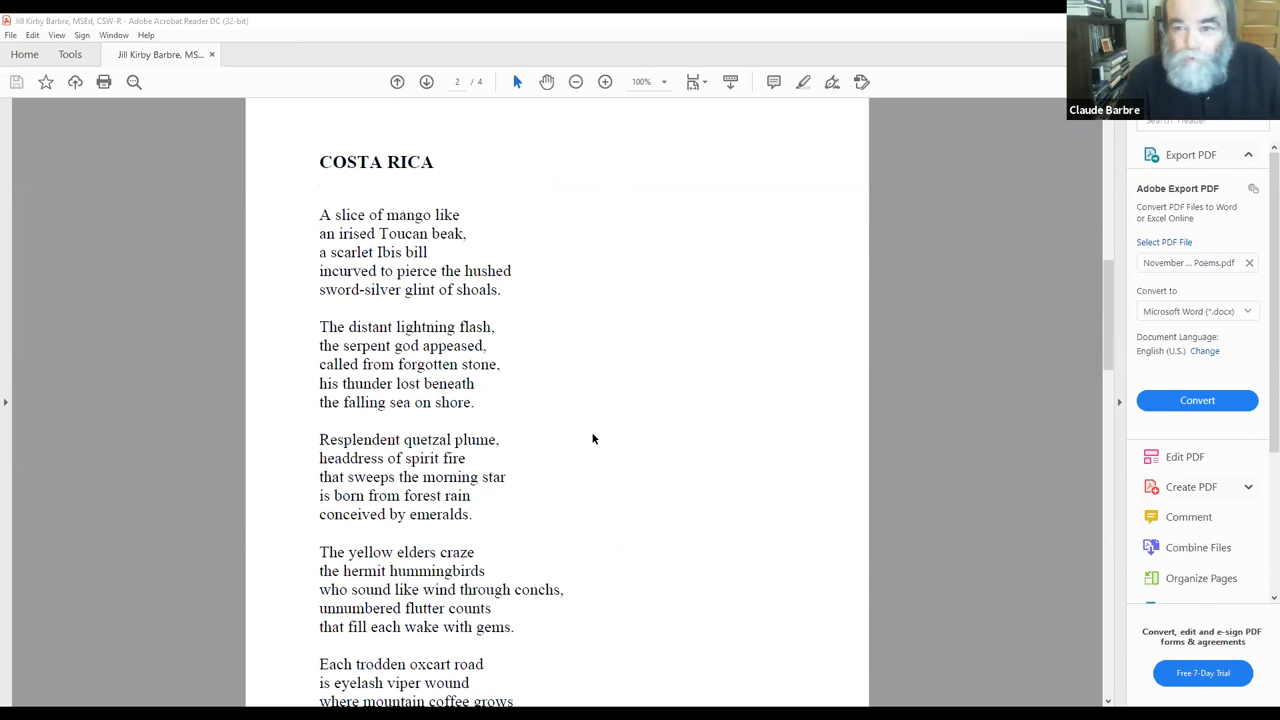 Jill Kirby Barbre, MSEd, CSW-R - Adobe Acrobat Reader DC (32-bit)
File Edit View Sign Window Help
Home Tools Jill Kirby Barbre, MS... ×
2 / 4 100%
Claude Barbre
COSTA RICA
A slice of mango like
an irised Toucan beak,
a scarlet Ibis bill
incurved to pierce the hushed
sword-silver glint of shoals.
The distant lightning flash,
the serpent god appeased,
called from forgotten stone,
his thunder lost beneath
the falling sea on shore.
Resplendent quetzal plume,
headdress of spirit fire
that sweeps the morning star
is born from forest rain
conceived by emeralds.
The yellow elders craze
the hermit hummingbirds
who sound like wind through conchs,
unnumbered flutter counts
that fill each wake with gems.
Each trodden oxcart road
is eyelash viper wound
where mountain coffee grows
Export PDF
Adobe Export PDF
Convert PDF Files to Word
or Excel Online
Select PDF File
November ... Poems.pdf
Convert to
Microsoft Word (*.docx)
Document Language:
English (U.S.) Change
Convert
Edit PDF
Create PDF
Comment
Combine Files
Organize Pages
Convert, edit and e-sign PDF
forms & agreements
Free 7-Day Trial